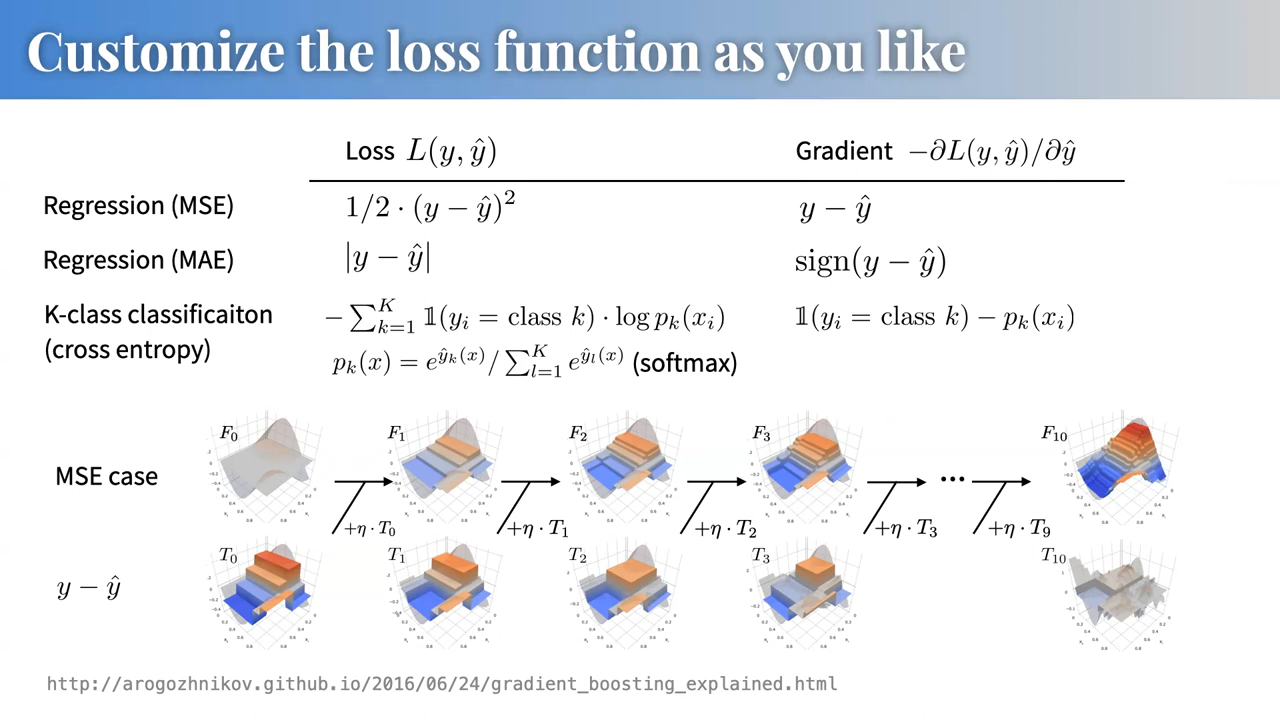 Customize the loss function as you like
Loss L(y, ŷ) Gradient −∂L(y, ŷ)/∂ŷ
Regression (MSE) 1/2 · (y − ŷ)² y − ŷ
Regression (MAE) |y − ŷ| sign(y − ŷ)
K-class classificaiton − ∑ᴷₖ₌₁ 𝟙(yᵢ = class k) · log pₖ(xᵢ) 𝟙(yᵢ = class k) − pₖ(xᵢ)
(cross entropy) pₖ(x) = e^{ŷₖ(x)} / ∑ᴷₗ₌₁ e^{ŷₗ(x)} (softmax)
F₀ F₁ F₂ F₃ F₁₀
MSE case ...
+η · T₀ +η · T₁ +η · T₂ +η · T₃ +η · T₉
T₀ T₁ T₂ T₃ T₁₀
y − ŷ
http://arogozhnikov.github.io/2016/06/24/gradient_boosting_explained.html